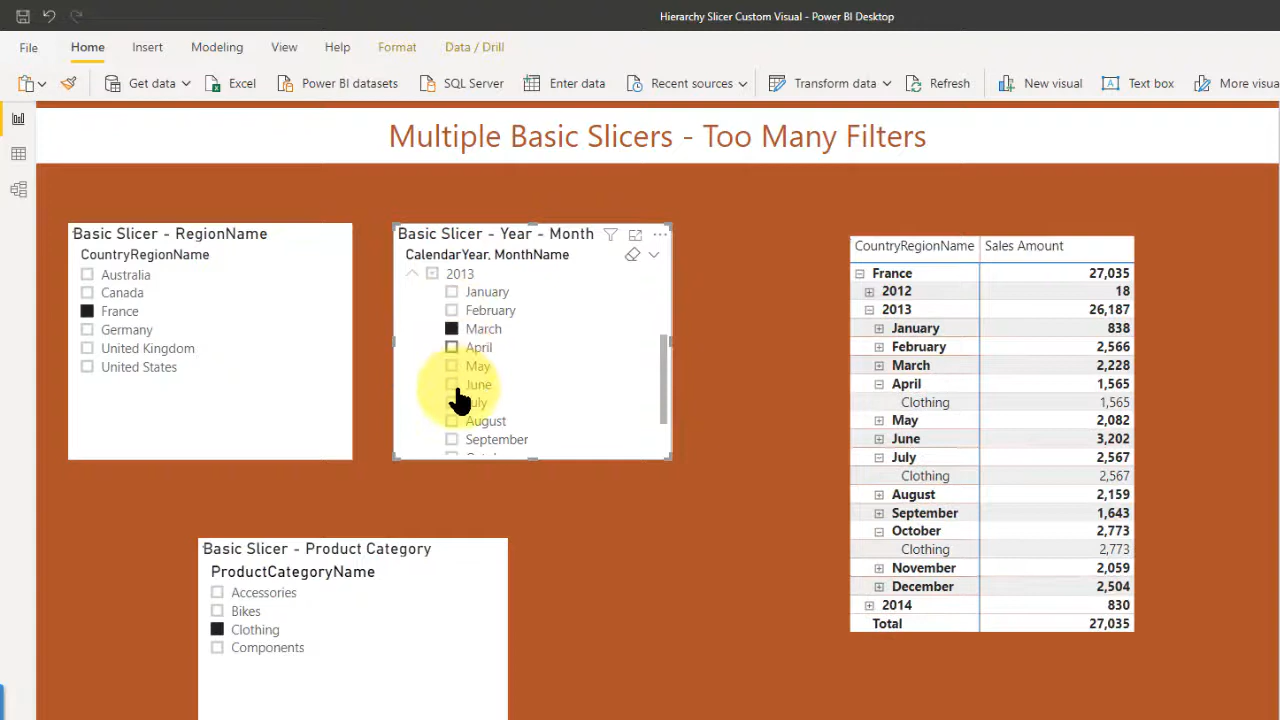 Hierarchy Slicer Custom Visual - Power BI Desktop
File Home Insert Modeling View Help Format Data / Drill
Get data Excel Power BI datasets SQL Server Enter data Recent sources Transform data Refresh New visual Text box More visua
Multiple Basic Slicers - Too Many Filters
Basic Slicer - RegionName
CountryRegionName
Australia
Canada
France
Germany
United Kingdom
United States
Basic Slicer - Year - Month
CalendarYear, MonthName
2013
January
February
March
April
May
June
August
September
CountryRegionName Sales Amount
France 27,035
2012 18
2013 26,187
January 838
February 2,566
March 2,228
April 1,565
Clothing 1,565
May 2,082
June 3,202
July 2,567
Clothing 2,567
August 2,159
September 1,643
October 2,773
Clothing 2,773
November 2,059
December 2,504
2014 830
Total 27,035
Basic Slicer - Product Category
ProductCategoryName
Accessories
Bikes
Clothing
Components